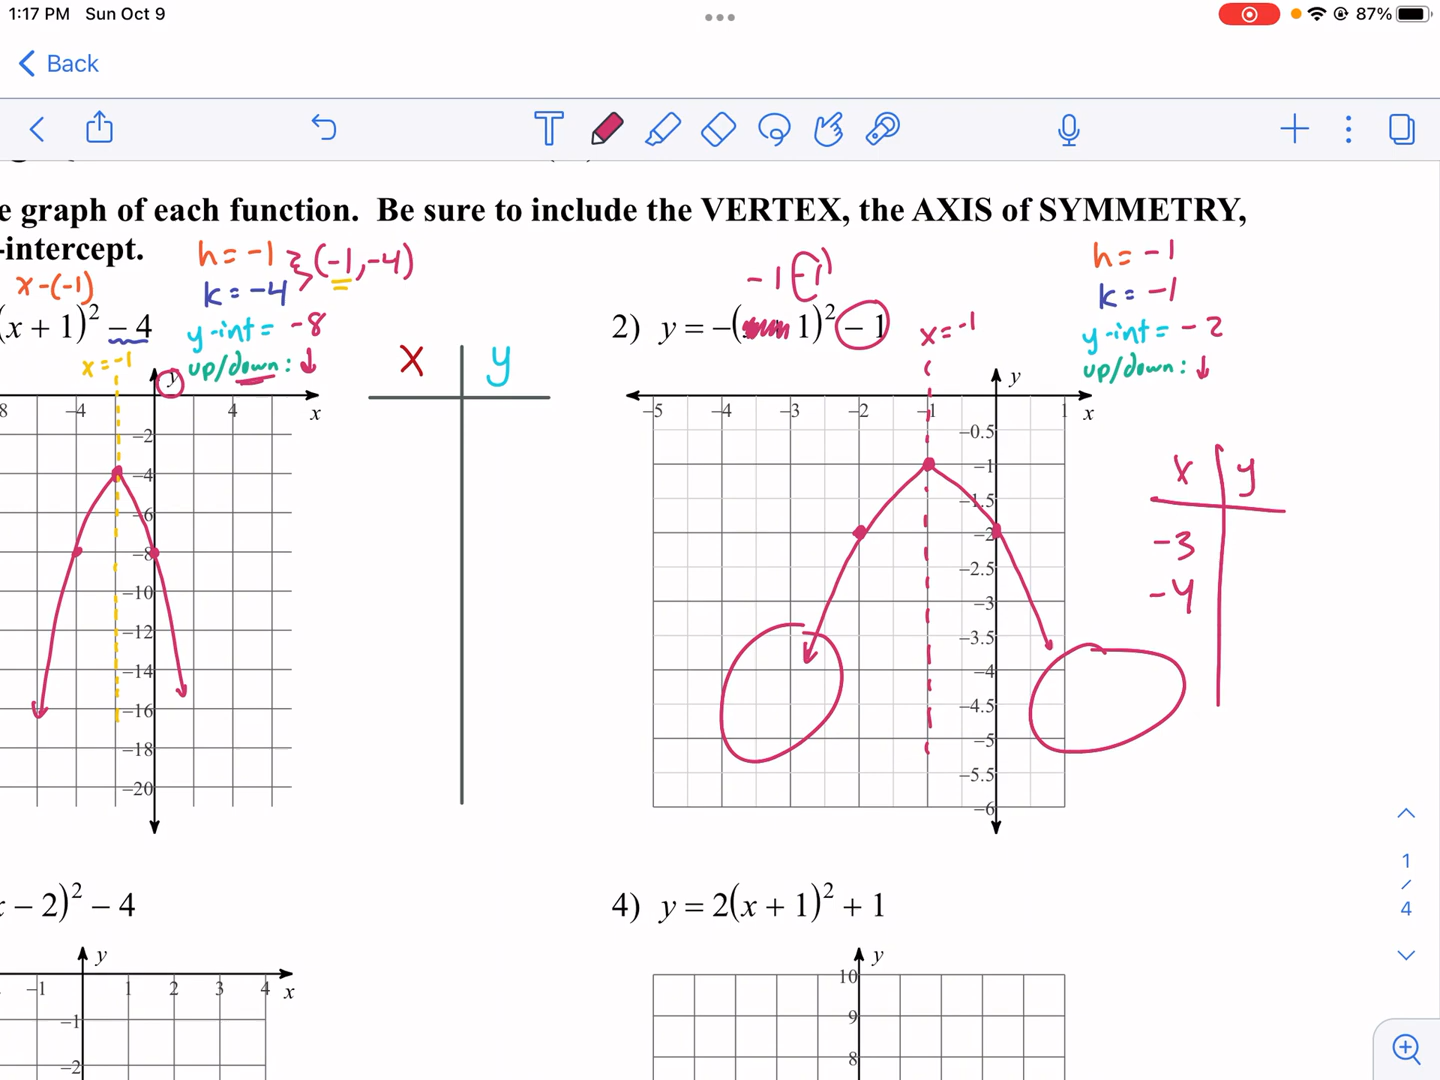 1:17 PM Sun Oct 9
87%
Back
e graph of each function. Be sure to include the VERTEX, the AXIS of SYMMETRY,
-intercept.
x-(-1)
(x + 1)² - 4
h = -1
k = -4
(-1, -4)
y-int = -8
up/down: ↓
x = -1
y
8
-4
4
x
-2
-4
-6
-8
-10
-12
-14
-16
-18
-20
x y
-1(1)
2) y = -( 1)² - 1
x = -1
h = -1
k = -1
y-int = -2
up/down: ↓
y
-5 -4 -3 -2 -1 1 x
-0.5
-1
-1.5
-2
-2.5
-3
-3.5
-4
-4.5
-5
-5.5
-6
x y
-3
-4
1
4
- 2)² - 4
y
-1 1 2 3 4 x
-1
-2
4) y = 2(x + 1)² + 1
y
10
9
8